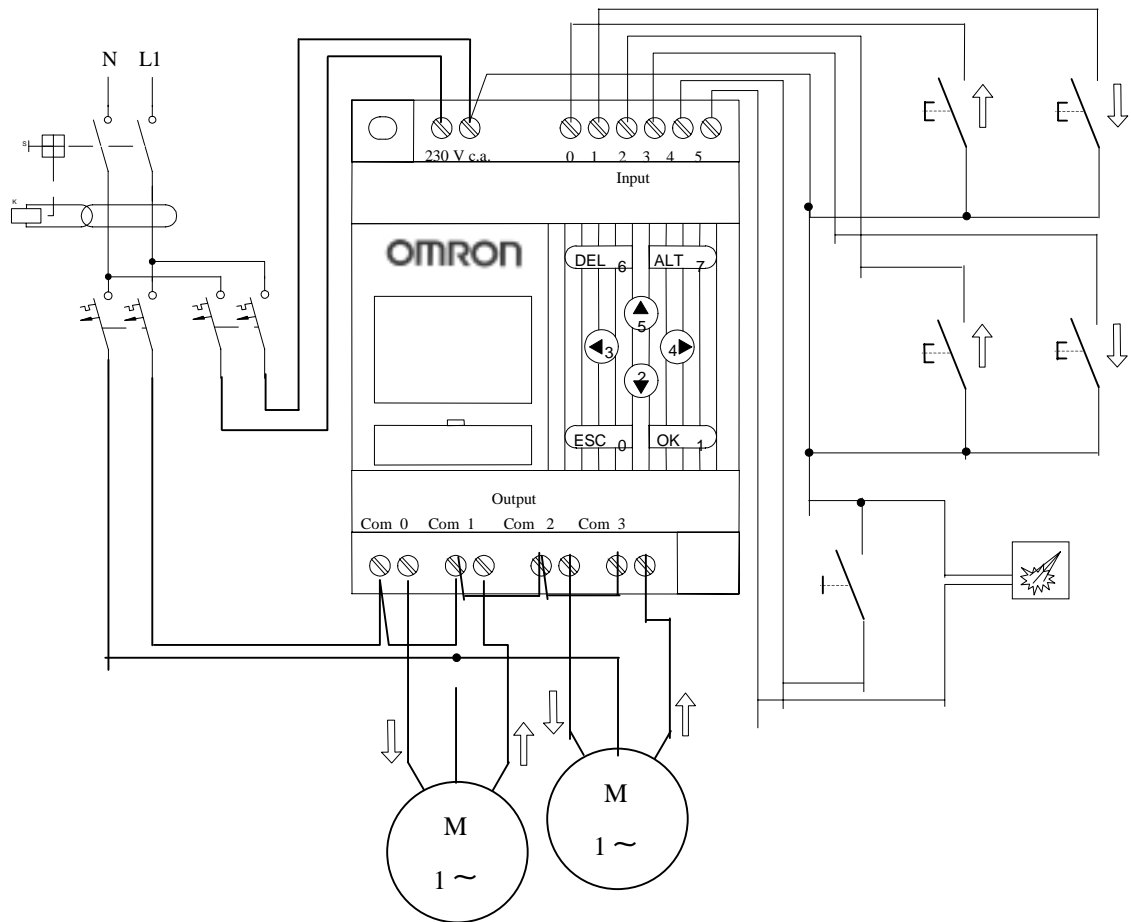 N L1
S
K
230 V c.a.
0 1 2 3 4 5
Input
OMRON
DEL 6
ALT 7
5
3
4
2
ESC 0
OK 1
Output
Com 0 Com 1 Com 2 Com 3
M
1 ~
M
1 ~